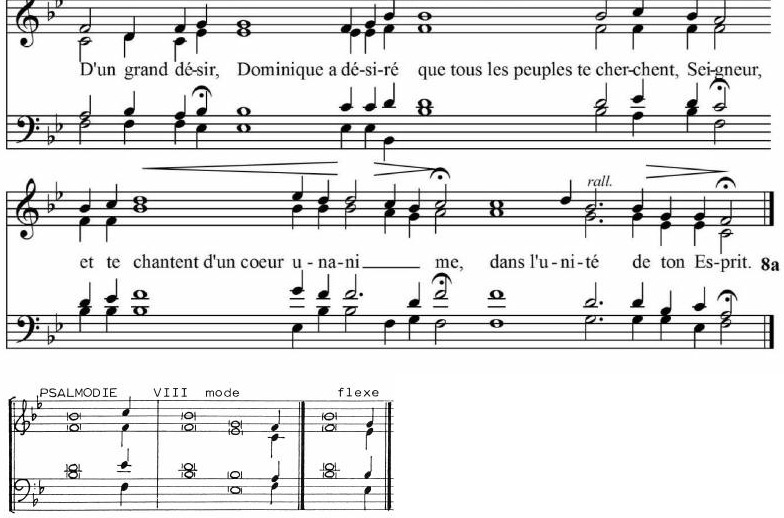 D'un grand dé-sir, Dominique a dé-si-ré que tous les peuples te cher-chent, Sei-gneur,
rall.
et te chantent d'un coeur u - na-ni______ me, dans l'u-ni-té de ton Es-prit. 8a
PSALMODIE VIII mode flexe